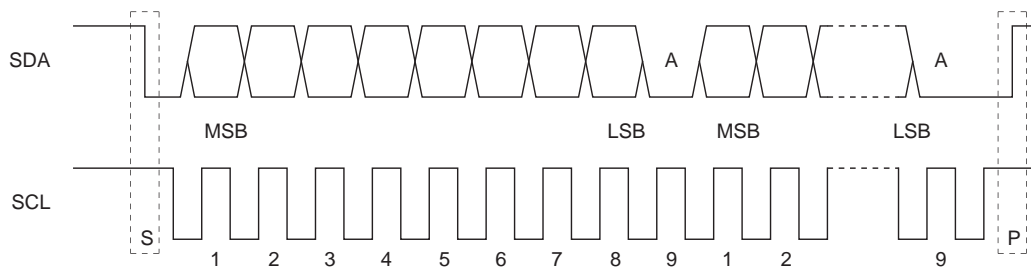 SDA A A
MSB LSB MSB LSB
SCL
S P
1 2 3 4 5 6 7 8 9 1 2 9